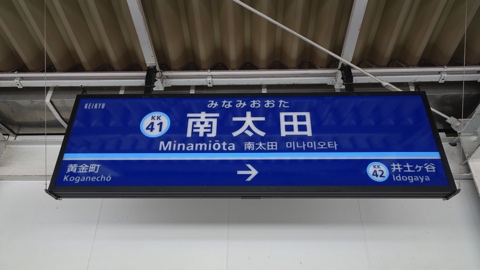 KEIKYU
みなみおおた
KK 41 南太田
Minamiōta 南太田 미나미오타
黄金町 → KK 42 井土ヶ谷
Koganechō Idogaya